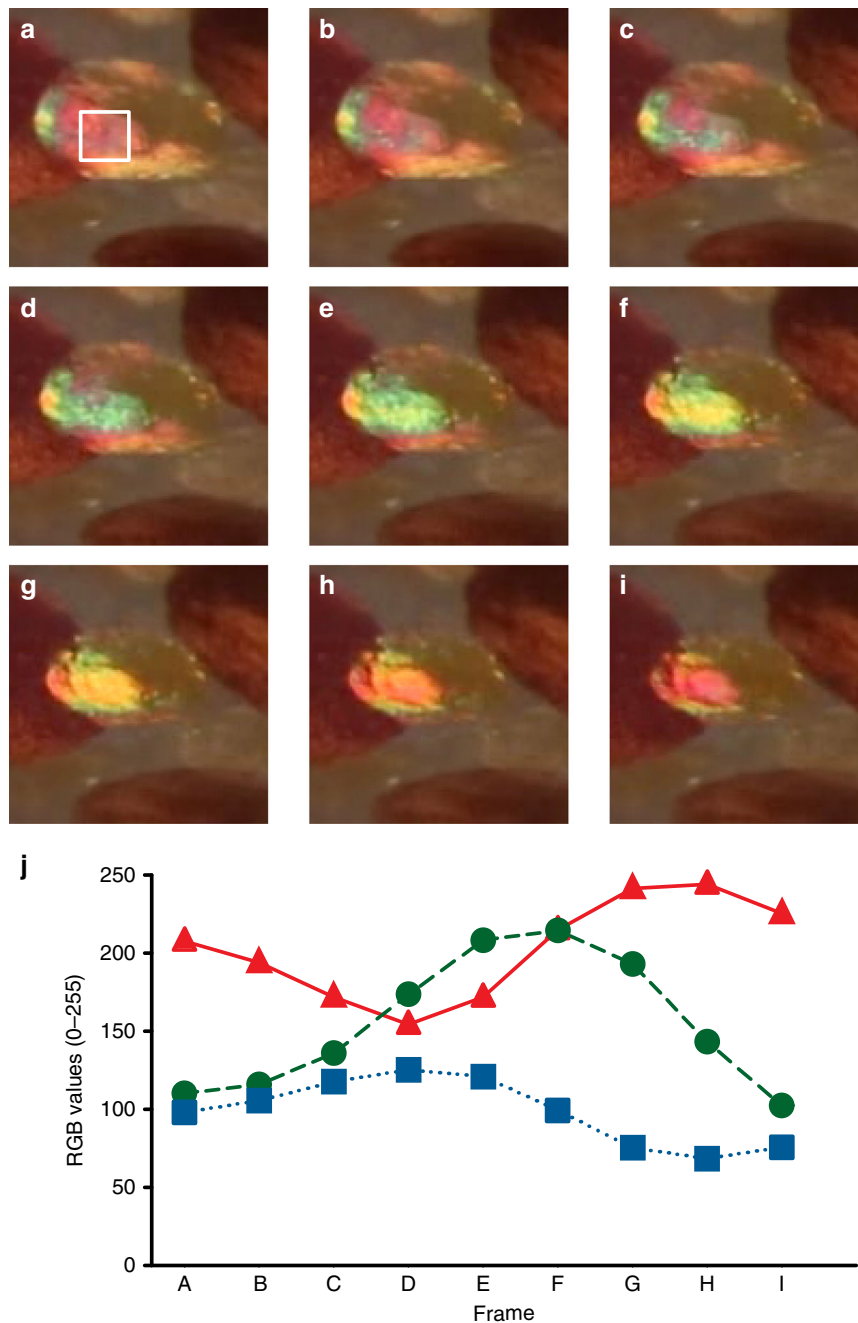 a b c
d e f
g h i
j
250
200
150
100
50
0
RGB values (0–255)
A B C D E F G H I
Frame